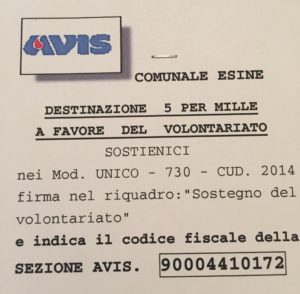 AVIS
COMUNALE ESINE
DESTINAZIONE 5 PER MILLE
A FAVORE DEL VOLONTARIATO
SOSTIENICI
nei Mod. UNICO - 730 - CUD. 2014
firma nel riquadro:"Sostegno del
volontariato"
e indica il codice fiscale della
SEZIONE AVIS. 90004410172